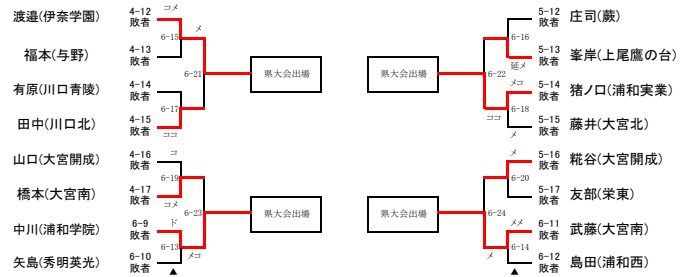 渡邉(伊奈学園)
4-12
敗者
コメ
6-15
メ
福本(与野)
4-13
敗者
6-21
県大会出場
有原(川口青陵)
4-14
敗者
6-17
田中(川口北)
4-15
敗者
ココ
山口(大宮開成)
4-16
敗者
コ
6-19
橋本(大宮南)
4-17
敗者
コメ
6-23
県大会出場
中川(浦和学院)
6-9
敗者
ド
6-13
メコ
矢島(秀明英光)
6-10
敗者
▲
5-12
敗者
庄司(蕨)
6-16
5-13
敗者
峯岸(上尾鷹の台)
延メ
県大会出場
6-22
メコ
5-14
敗者
猪ノ口(浦和実業)
6-18
ココ
メ
5-15
敗者
藤井(大宮北)
メ
5-16
敗者
糀谷(大宮開成)
6-20
5-17
敗者
友部(栄東)
県大会出場
6-24
メメ
6-11
敗者
武藤(大宮南)
6-14
メ
6-12
敗者
島田(浦和西)
▲